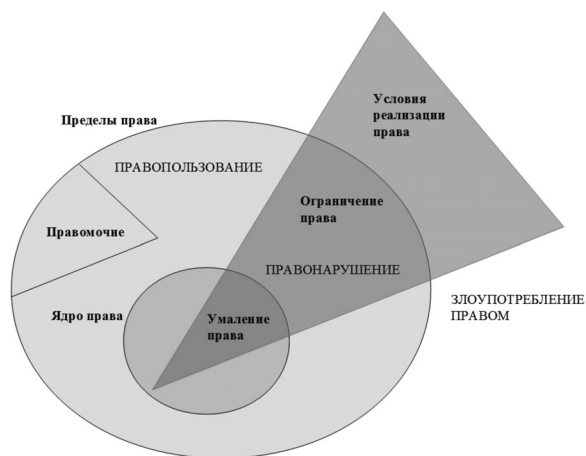 Условия
реализации
права
Пределы права
ПРАВОПОЛЬЗОВАНИЕ
Ограничение
права
Правомочие
ПРАВОНАРУШЕНИЕ
ЗЛОУПОТРЕБЛЕНИЕ
ПРАВОМ
Ядро права
Умаление
права